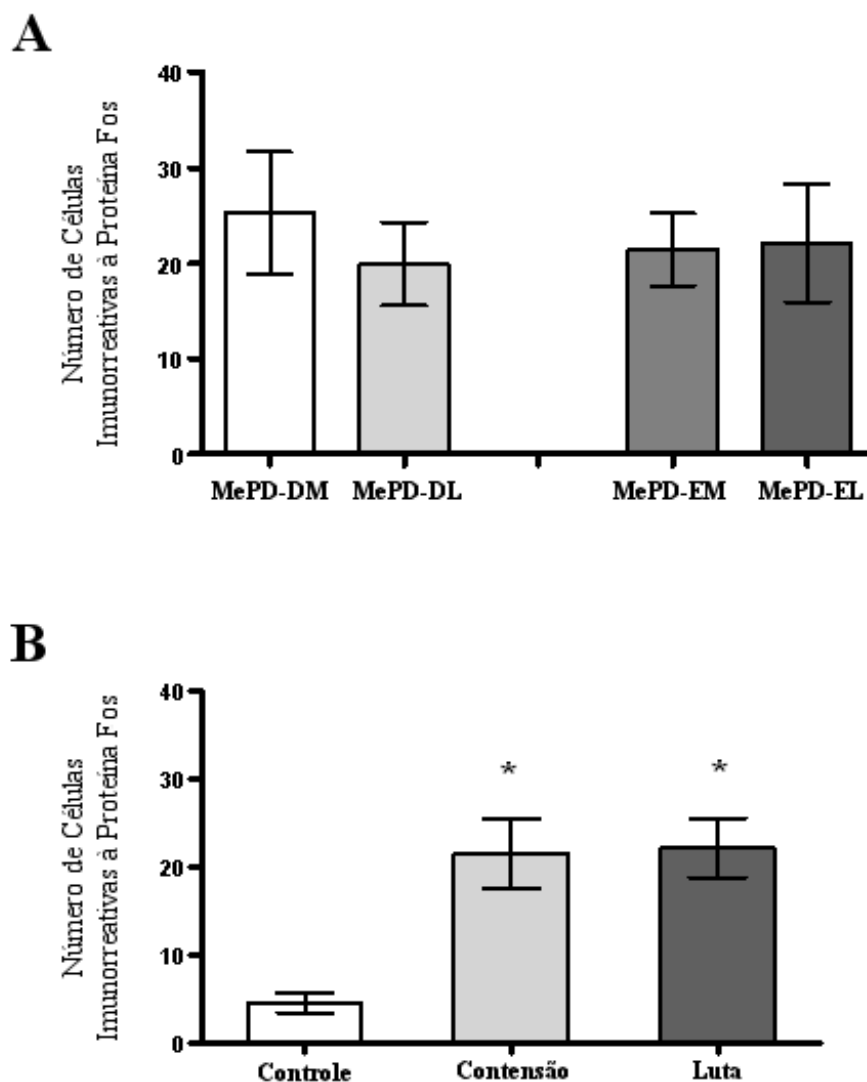 A
Número de Células
Imunorreativas à Proteína Fos
40
30
20
10
0
MePD-DM MePD-DL MePD-EM MePD-EL
B
Número de Células
Imunorreativas à Proteína Fos
40
30
20
10
0
* *
Controle Contensão Luta